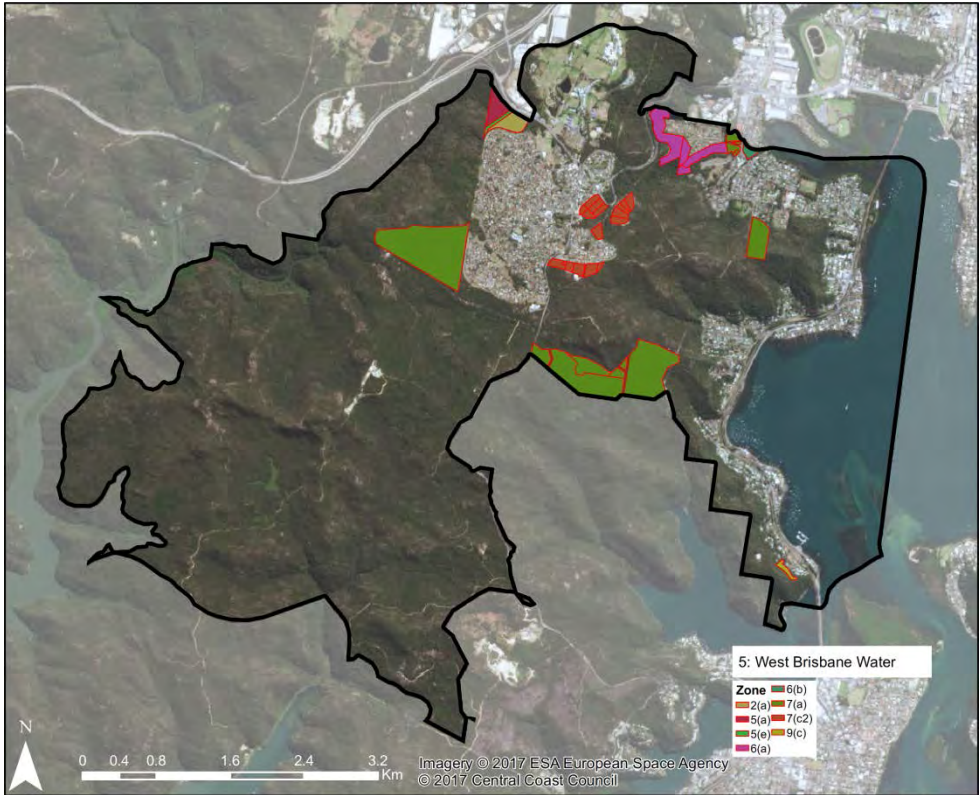 5: West Brisbane Water
Zone
2(a)
5(a)
5(e)
6(a)
6(b)
7(a)
7(c2)
9(c)
N
0 0.4 0.8 1.6 2.4 3.2
Km
Imagery © 2017 ESA European Space Agency
© 2017 Central Coast Council